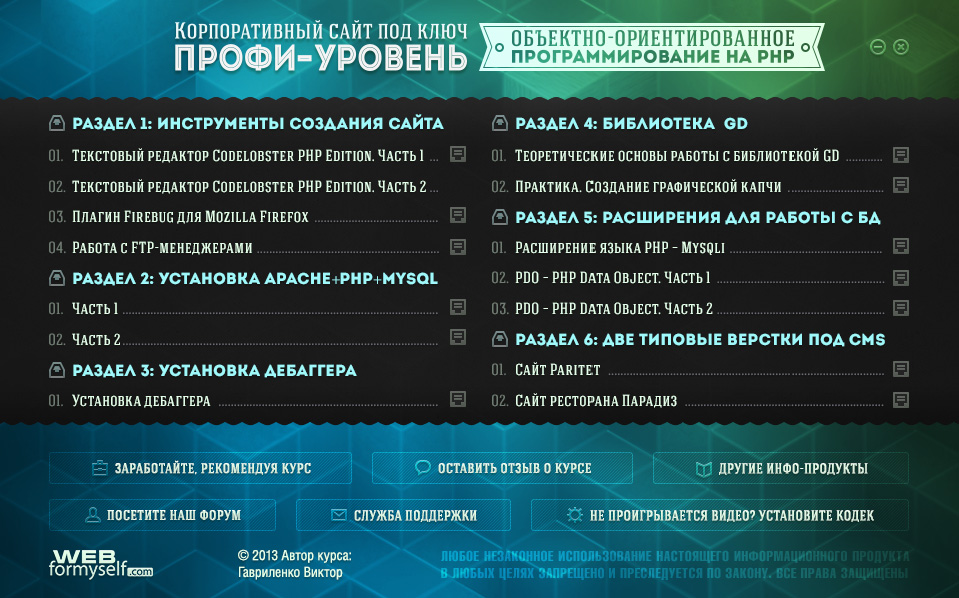 Корпоративный сайт под ключ
ПРОФИ-УРОВЕНЬ
ОБЪЕКТНО-ОРИЕНТИРОВАННОЕ
ПРОГРАММИРОВАНИЕ НА PHP
РАЗДЕЛ 1: ИНСТРУМЕНТЫ СОЗДАНИЯ САЙТА
01. Текстовый редактор Codelobster PHP Edition. Часть 1
02. Текстовый редактор Codelobster PHP Edition. Часть 2
03. Плагин Firebug для Mozilla Firefox
04. Работа с FTP-менеджерами
РАЗДЕЛ 2: УСТАНОВКА APACHE+PHP+MYSQL
01. Часть 1
02. Часть 2
РАЗДЕЛ 3: УСТАНОВКА ДЕБАГГЕРА
01. Установка дебаггера
РАЗДЕЛ 4: БИБЛИОТЕКА GD
01. Теоретические основы работы с библиотекой GD
02. Практика. Создание графической капчи
РАЗДЕЛ 5: РАСШИРЕНИЯ ДЛЯ РАБОТЫ С БД
01. Расширение языка PHP – Mysqli
02. PDO – PHP Data Object. Часть 1
03. PDO – PHP Data Object. Часть 2
РАЗДЕЛ 6: ДВЕ ТИПОВЫЕ ВЕРСТКИ ПОД CMS
01. Сайт Paritet
02. Сайт ресторана Парадиз
ЗАРАБОТАЙТЕ, РЕКОМЕНДУЯ КУРС
ОСТАВИТЬ ОТЗЫВ О КУРСЕ
ДРУГИЕ ИНФО-ПРОДУКТЫ
ПОСЕТИТЕ НАШ ФОРУМ
СЛУЖБА ПОДДЕРЖКИ
НЕ ПРОИГРЫВАЕТСЯ ВИДЕО? УСТАНОВИТЕ КОДЕК
WEB
formyself.com
© 2013 Автор курса:
Гавриленко Виктор
ЛЮБОЕ НЕЗАКОННОЕ ИСПОЛЬЗОВАНИЕ НАСТОЯЩЕГО ИНФОРМАЦИОННОГО ПРОДУКТА
В ЛЮБЫХ ЦЕЛЯХ ЗАПРЕЩЕНО И ПРЕСЛЕДУЕТСЯ ПО ЗАКОНУ. ВСЕ ПРАВА ЗАЩИЩЕНЫ